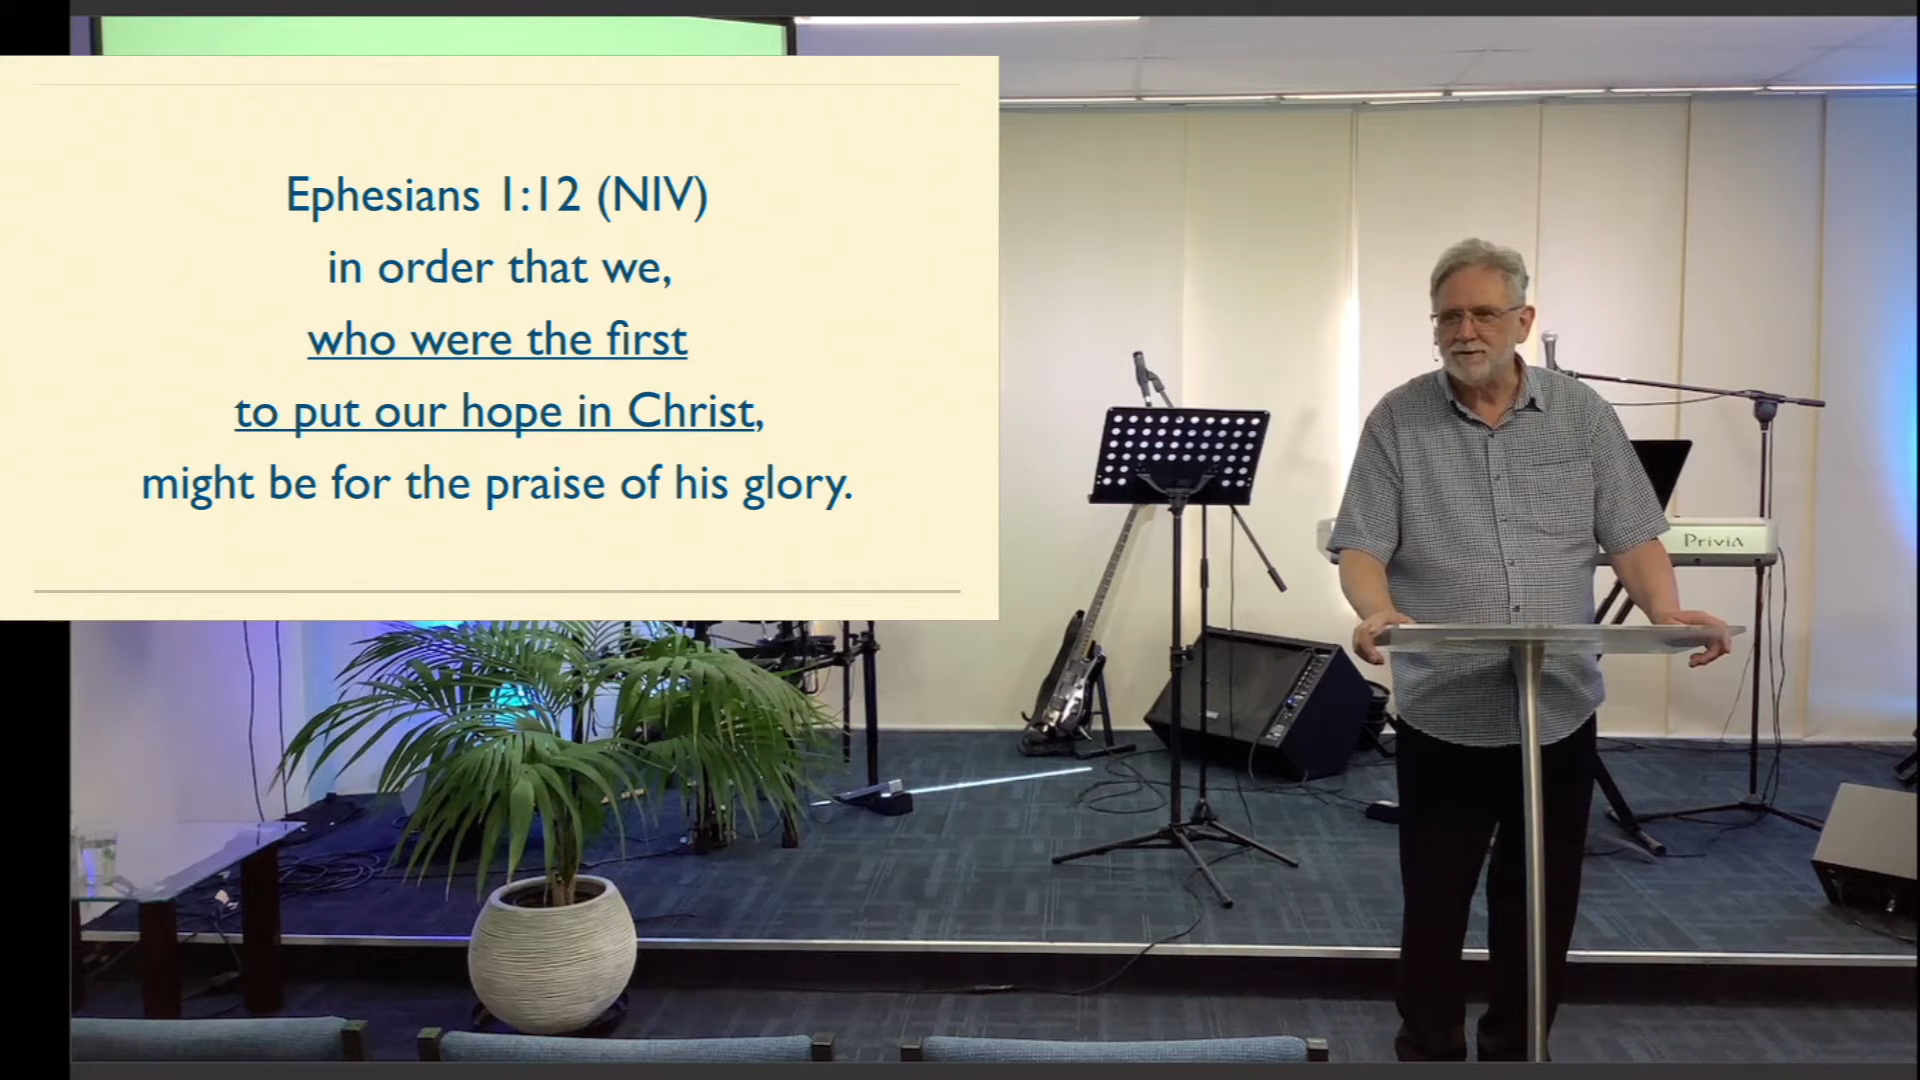 Ephesians 1:12 (NIV)
in order that we,
who were the first
to put our hope in Christ,
might be for the praise of his glory.
Privia